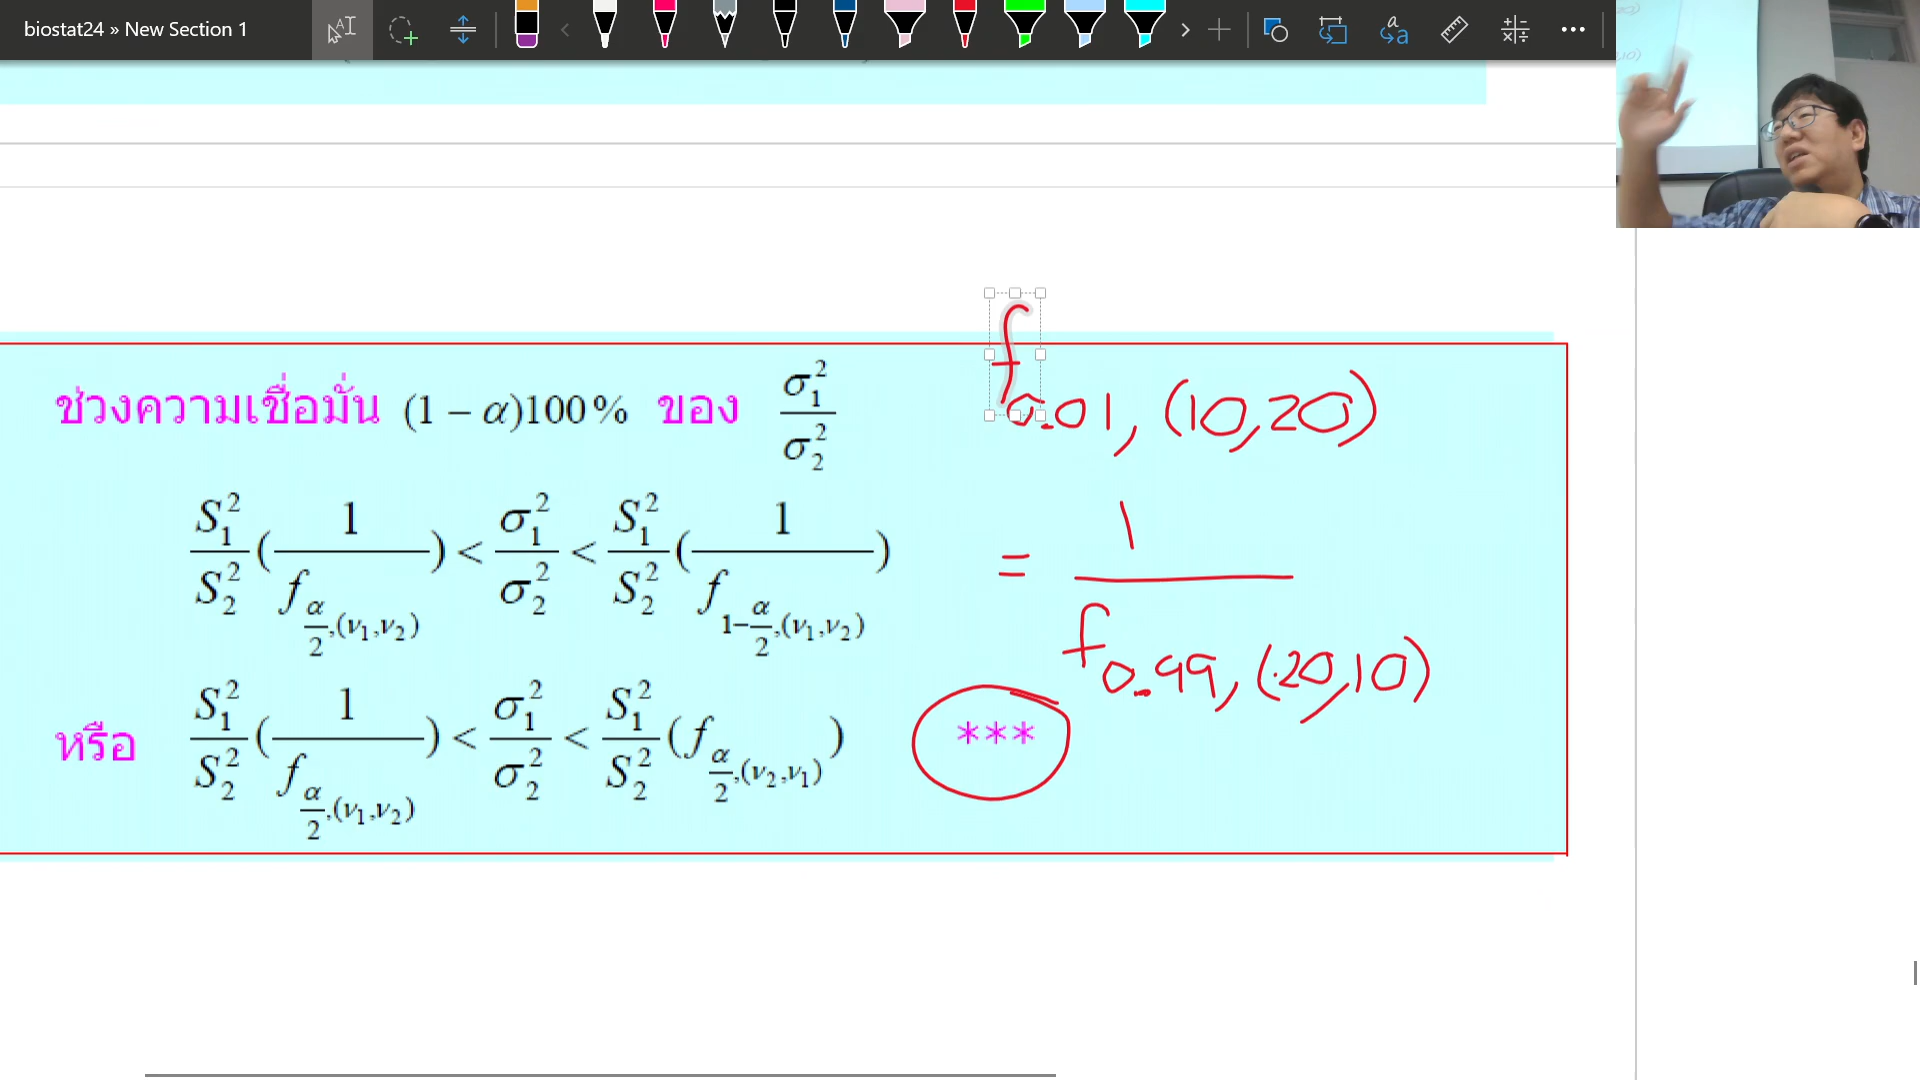 biostat24 » New Section 1
ช่วงความเชื่อมั่น (1 − α)100% ของ σ₁²/σ₂²
S₁²/S₂² (1/f_{α/2,(ν₁,ν₂)}) < σ₁²/σ₂² < S₁²/S₂² (1/f_{1−α/2,(ν₁,ν₂)})
หรือ S₁²/S₂² (1/f_{α/2,(ν₁,ν₂)}) < σ₁²/σ₂² < S₁²/S₂² (f_{α/2,(ν₂,ν₁)}) ***
f_{0.01, (10,20)}
= 1/f_{0.99, (20,10)}